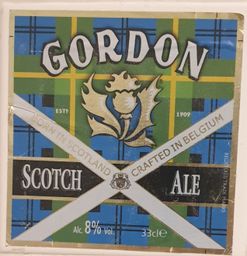 GORDON
ESTD 1909
BORN IN SCOTLAND
CRAFTED IN BELGIUM
SCOTCH ALE
Alc. 8% vol. 33cl e